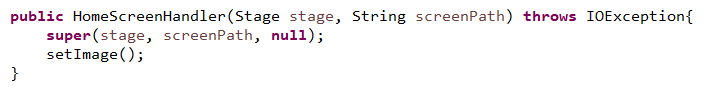 public HomeScreenHandler(Stage stage, String screenPath) throws IOException{
    super(stage, screenPath, null);
    setImage();
}